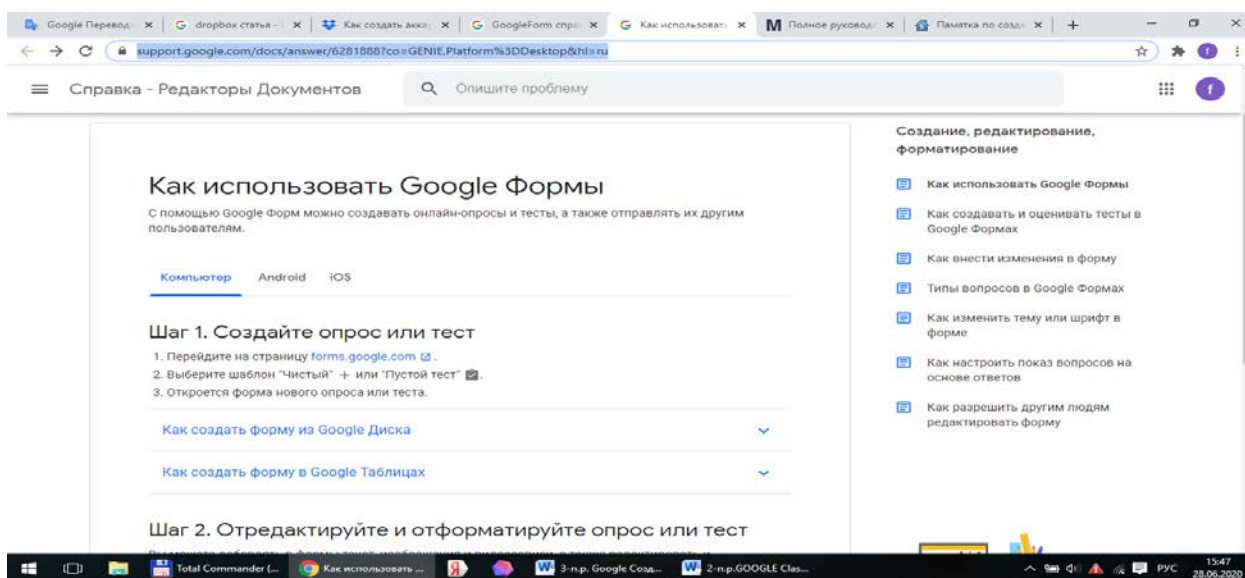 Google Перевод
dropbox статья -
Как создать акка
GoogleForm спра
Как использоват
Полное руковод
Памятка по созд
support.google.com/docs/answer/6281888?co=GENIE.Platform%3DDesktop&hl=ru
f
Справка - Редакторы Документов
Опишите проблему
f
Как использовать Google Формы
С помощью Google Форм можно создавать онлайн-опросы и тесты, а также отправлять их другим
пользователям.
Компьютер Android iOS
Шаг 1. Создайте опрос или тест
1. Перейдите на страницу forms.google.com .
2. Выберите шаблон "Чистый" + или "Пустой тест" .
3. Откроется форма нового опроса или теста.
Как создать форму из Google Диска
Как создать форму в Google Таблицах
Шаг 2. Отредактируйте и отформатируйте опрос или тест
Создание, редактирование,
форматирование
Как использовать Google Формы
Как создавать и оценивать тесты в
Google Формах
Как внести изменения в форму
Типы вопросов в Google Формах
Как изменить тему или шрифт в
форме
Как настроить показ вопросов на
основе ответов
Как разрешить другим людям
редактировать форму
Total Commander (...
Как использовать ...
Я
3-п.р. Google Созд...
2-п.р.GOOGLE Clas...
РУС
15:47
28.06.2020